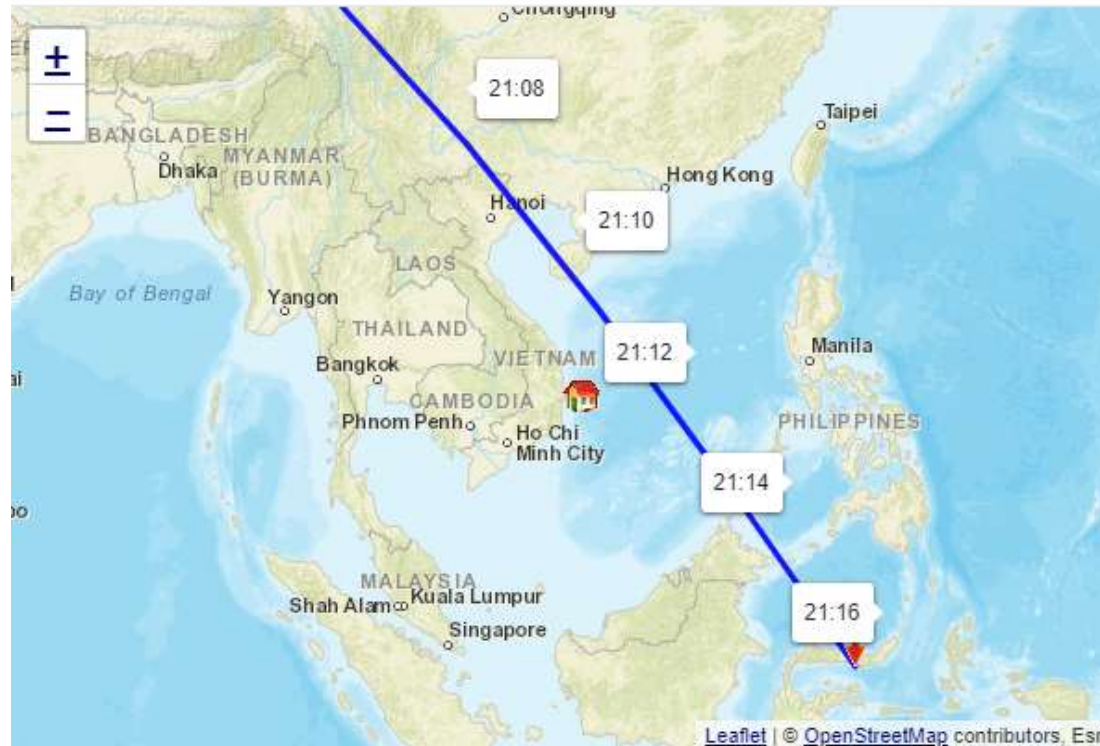 Chongqing
+
−
21:08
Taipei
BANGLADESH
Dhaka
MYANMAR
(BURMA)
Hong Kong
Hanoi
21:10
LAOS
Bay of Bengal
Yangon
THAILAND
VIETNAM
21:12
Manila
Bangkok
CAMBODIA
Phnom Penh
Ho Chi
Minh City
PHILIPPINES
21:14
MALAYSIA
Shah Alam
Kuala Lumpur
21:16
Singapore
Leaflet | © OpenStreetMap contributors, Esr